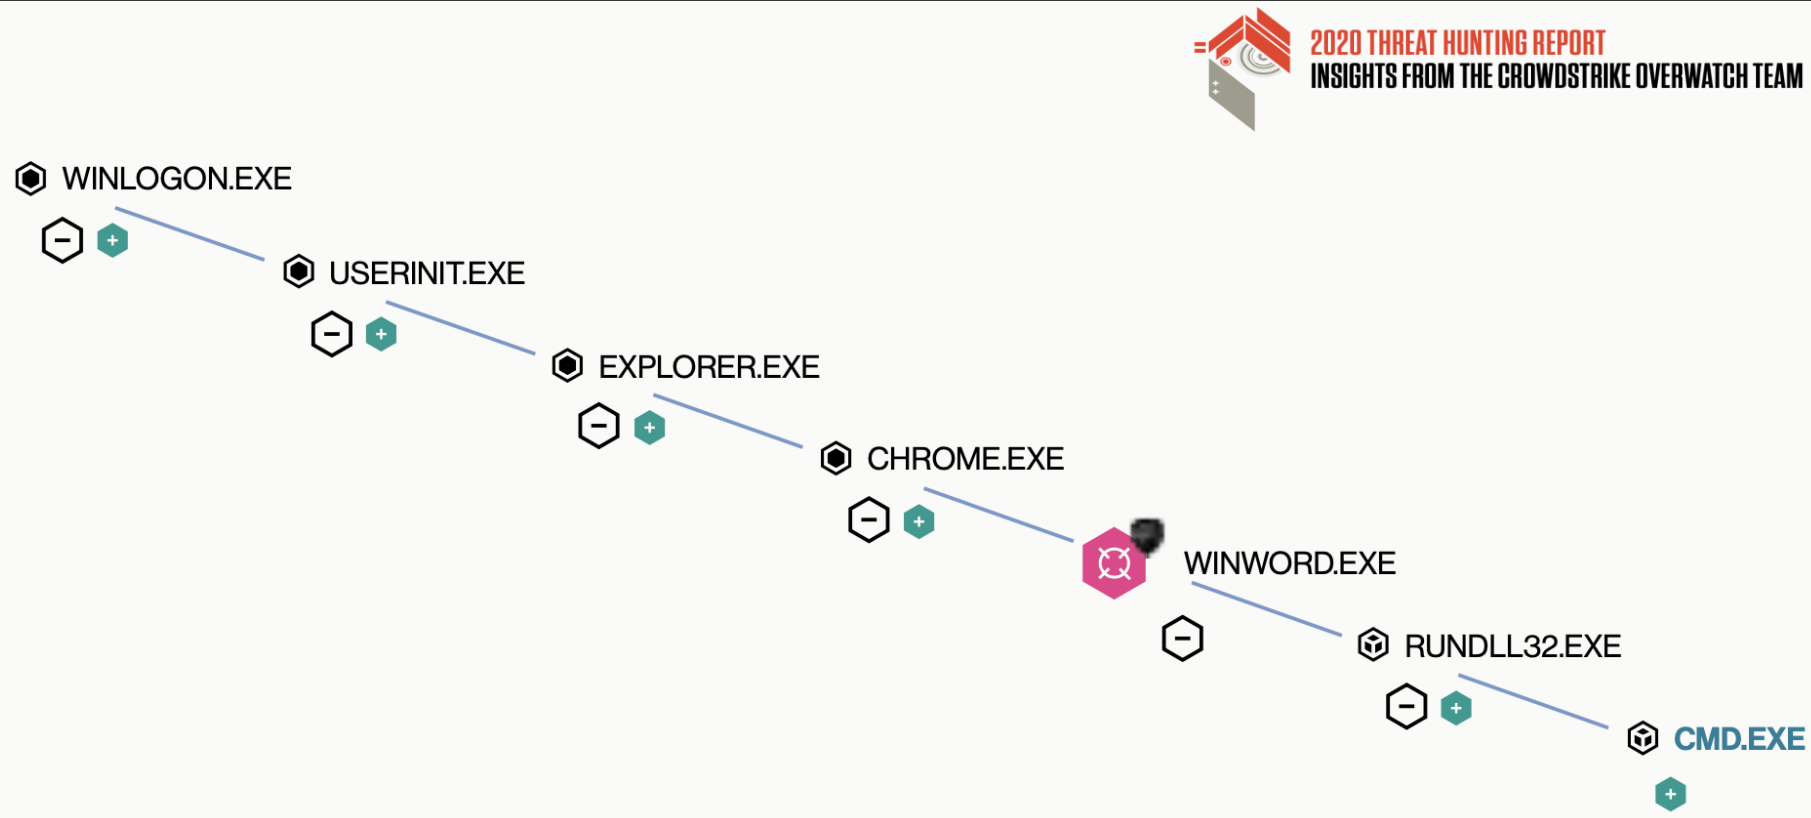 2020 THREAT HUNTING REPORT
INSIGHTS FROM THE CROWDSTRIKE OVERWATCH TEAM
WINLOGON.EXE
USERINIT.EXE
EXPLORER.EXE
CHROME.EXE
WINWORD.EXE
RUNDLL32.EXE
CMD.EXE